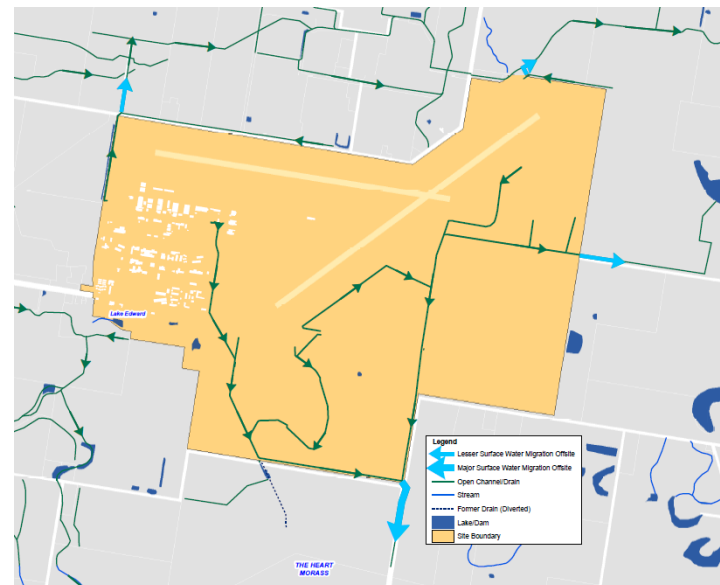 Lake Edward
Legend
Lesser Surface Water Migration Offsite
Major Surface Water Migration Offsite
Open Channel/Drain
Stream
Former Drain (Diverted)
Lake/Dam
Site Boundary
THE HEART
MORASS